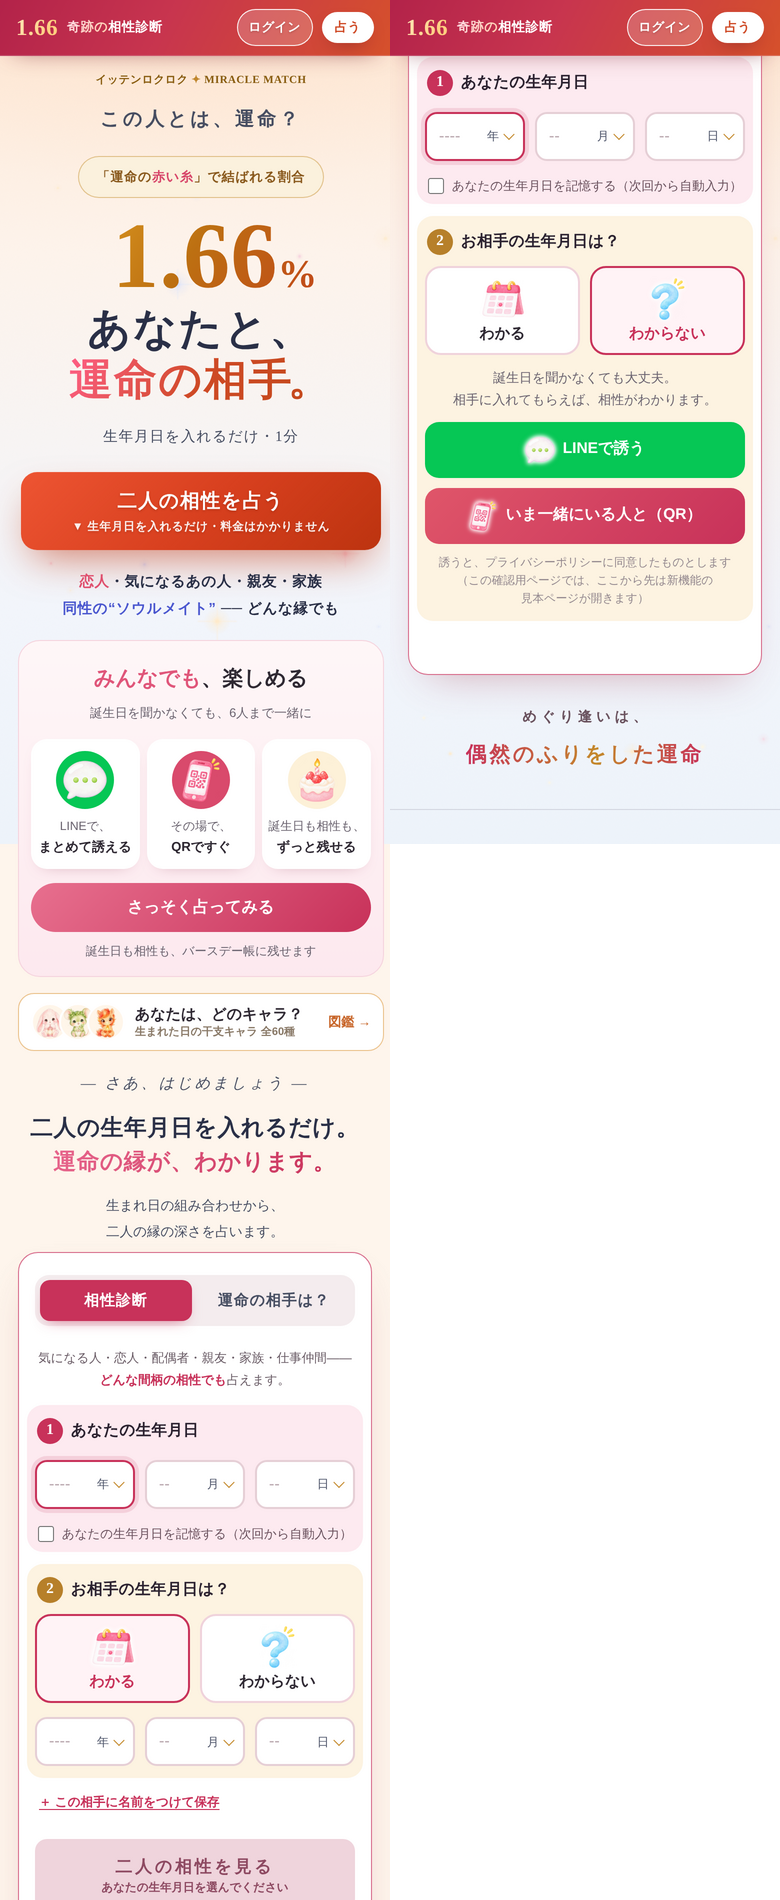 1.66 奇跡の相性診断 ログイン 占う
イッテンロクロク ✦ MIRACLE MATCH
この人とは、運命？
「運命の赤い糸」で結ばれる割合
1.66%
あなたと、
運命の相手。
生年月日を入れるだけ・1分
二人の相性を占う
▼ 生年月日を入れるだけ・料金はかかりません
恋人・気になるあの人・親友・家族
同性の“ソウルメイト” ── どんな縁でも
みんなでも、楽しめる
誕生日を聞かなくても、6人まで一緒に
LINEで、
まとめて誘える
その場で、
QRですぐ
誕生日も相性も、
ずっと残せる
さっそく占ってみる
誕生日も相性も、バースデー帳に残せます
あなたは、どのキャラ？
生まれた日の干支キャラ 全60種
図鑑 →
— さあ、はじめましょう —
二人の生年月日を入れるだけ。
運命の縁が、わかります。
生まれ日の組み合わせから、
二人の縁の深さを占います。
相性診断 運命の相手は？
気になる人・恋人・配偶者・親友・家族・仕事仲間——
どんな間柄の相性でも占えます。
1 あなたの生年月日
---- 年 -- 月 -- 日
あなたの生年月日を記憶する（次回から自動入力）
2 お相手の生年月日は？
わかる わからない
---- 年 -- 月 -- 日
＋ この相手に名前をつけて保存
二人の相性を見る
あなたの生年月日を選んでください
1.66 奇跡の相性診断 ログイン 占う
1 あなたの生年月日
---- 年 -- 月 -- 日
あなたの生年月日を記憶する（次回から自動入力）
2 お相手の生年月日は？
わかる わからない
誕生日を聞かなくても大丈夫。
相手に入れてもらえば、相性がわかります。
LINEで誘う
いま一緒にいる人と（QR）
誘うと、プライバシーポリシーに同意したものとします
（この確認用ページでは、ここから先は新機能の
見本ページが開きます）
めぐり逢いは、
偶然のふりをした運命